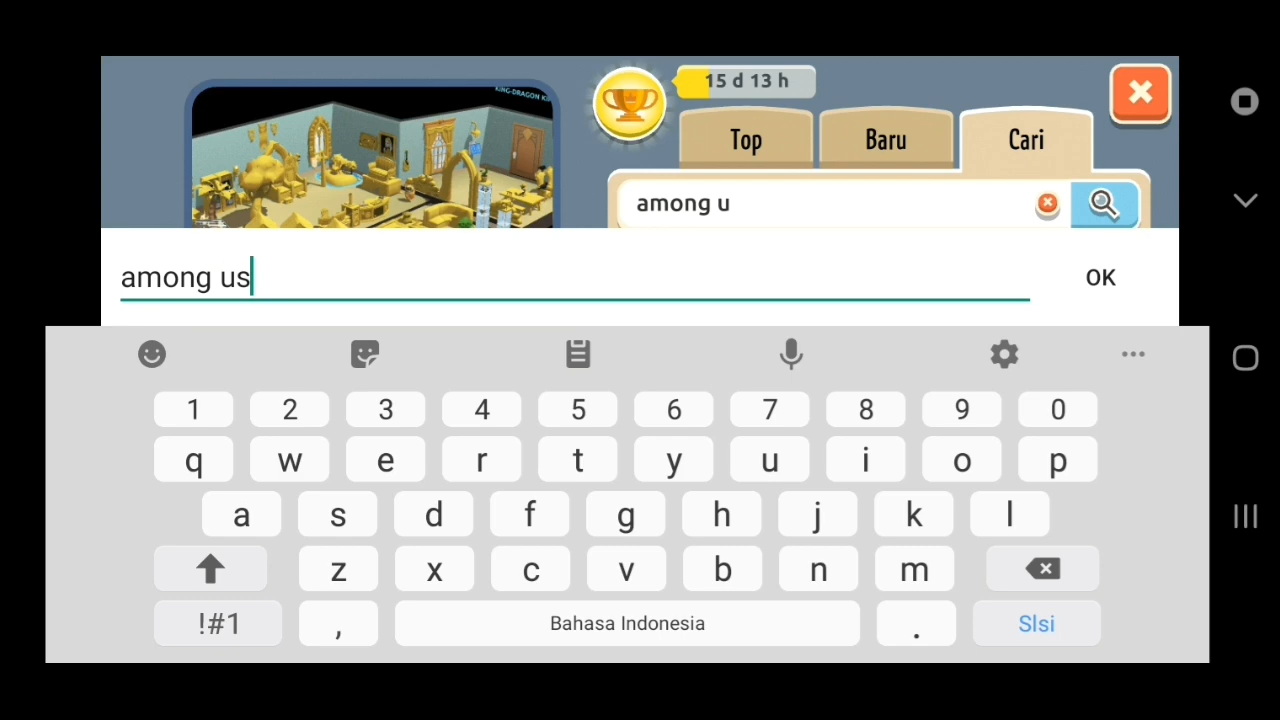 15 d 13 h
Top
Baru
Cari
among u
among us
OK
1 2 3 4 5 6 7 8 9 0
q w e r t y u i o p
a s d f g h j k l
z x c v b n m
!#1 , Bahasa Indonesia . Slsi